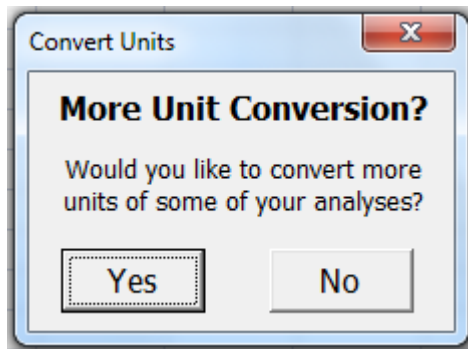 Convert Units
More Unit Conversion?
Would you like to convert more
units of some of your analyses?
Yes No